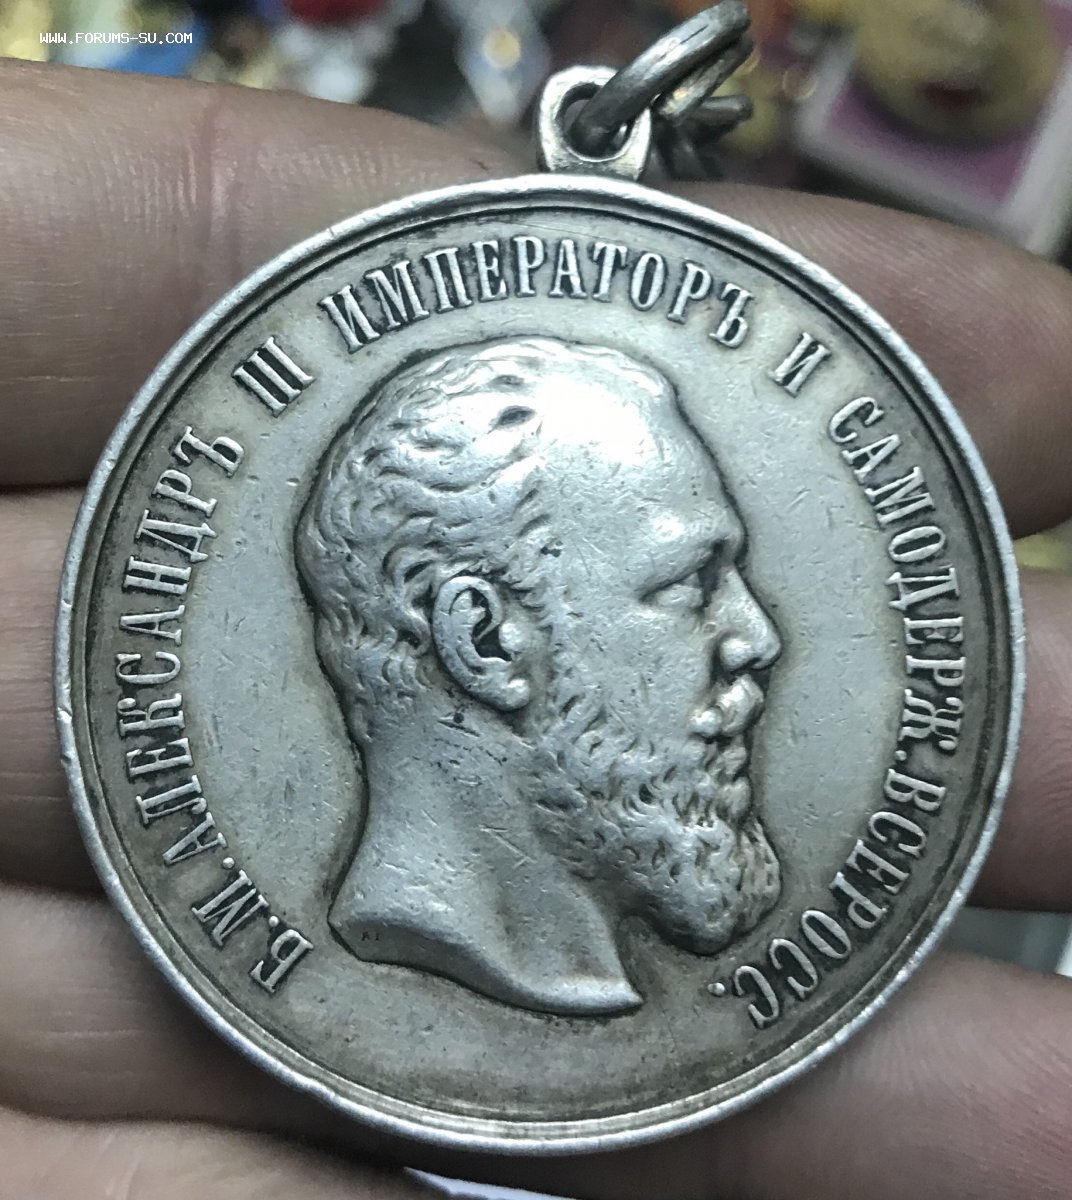 WWW.FORUMS-SU.COM
Б.М.АЛЕКСАНДРЪ III ИМПЕРАТОРЪ И САМОДЕРЖ.ВСЕРОСС.